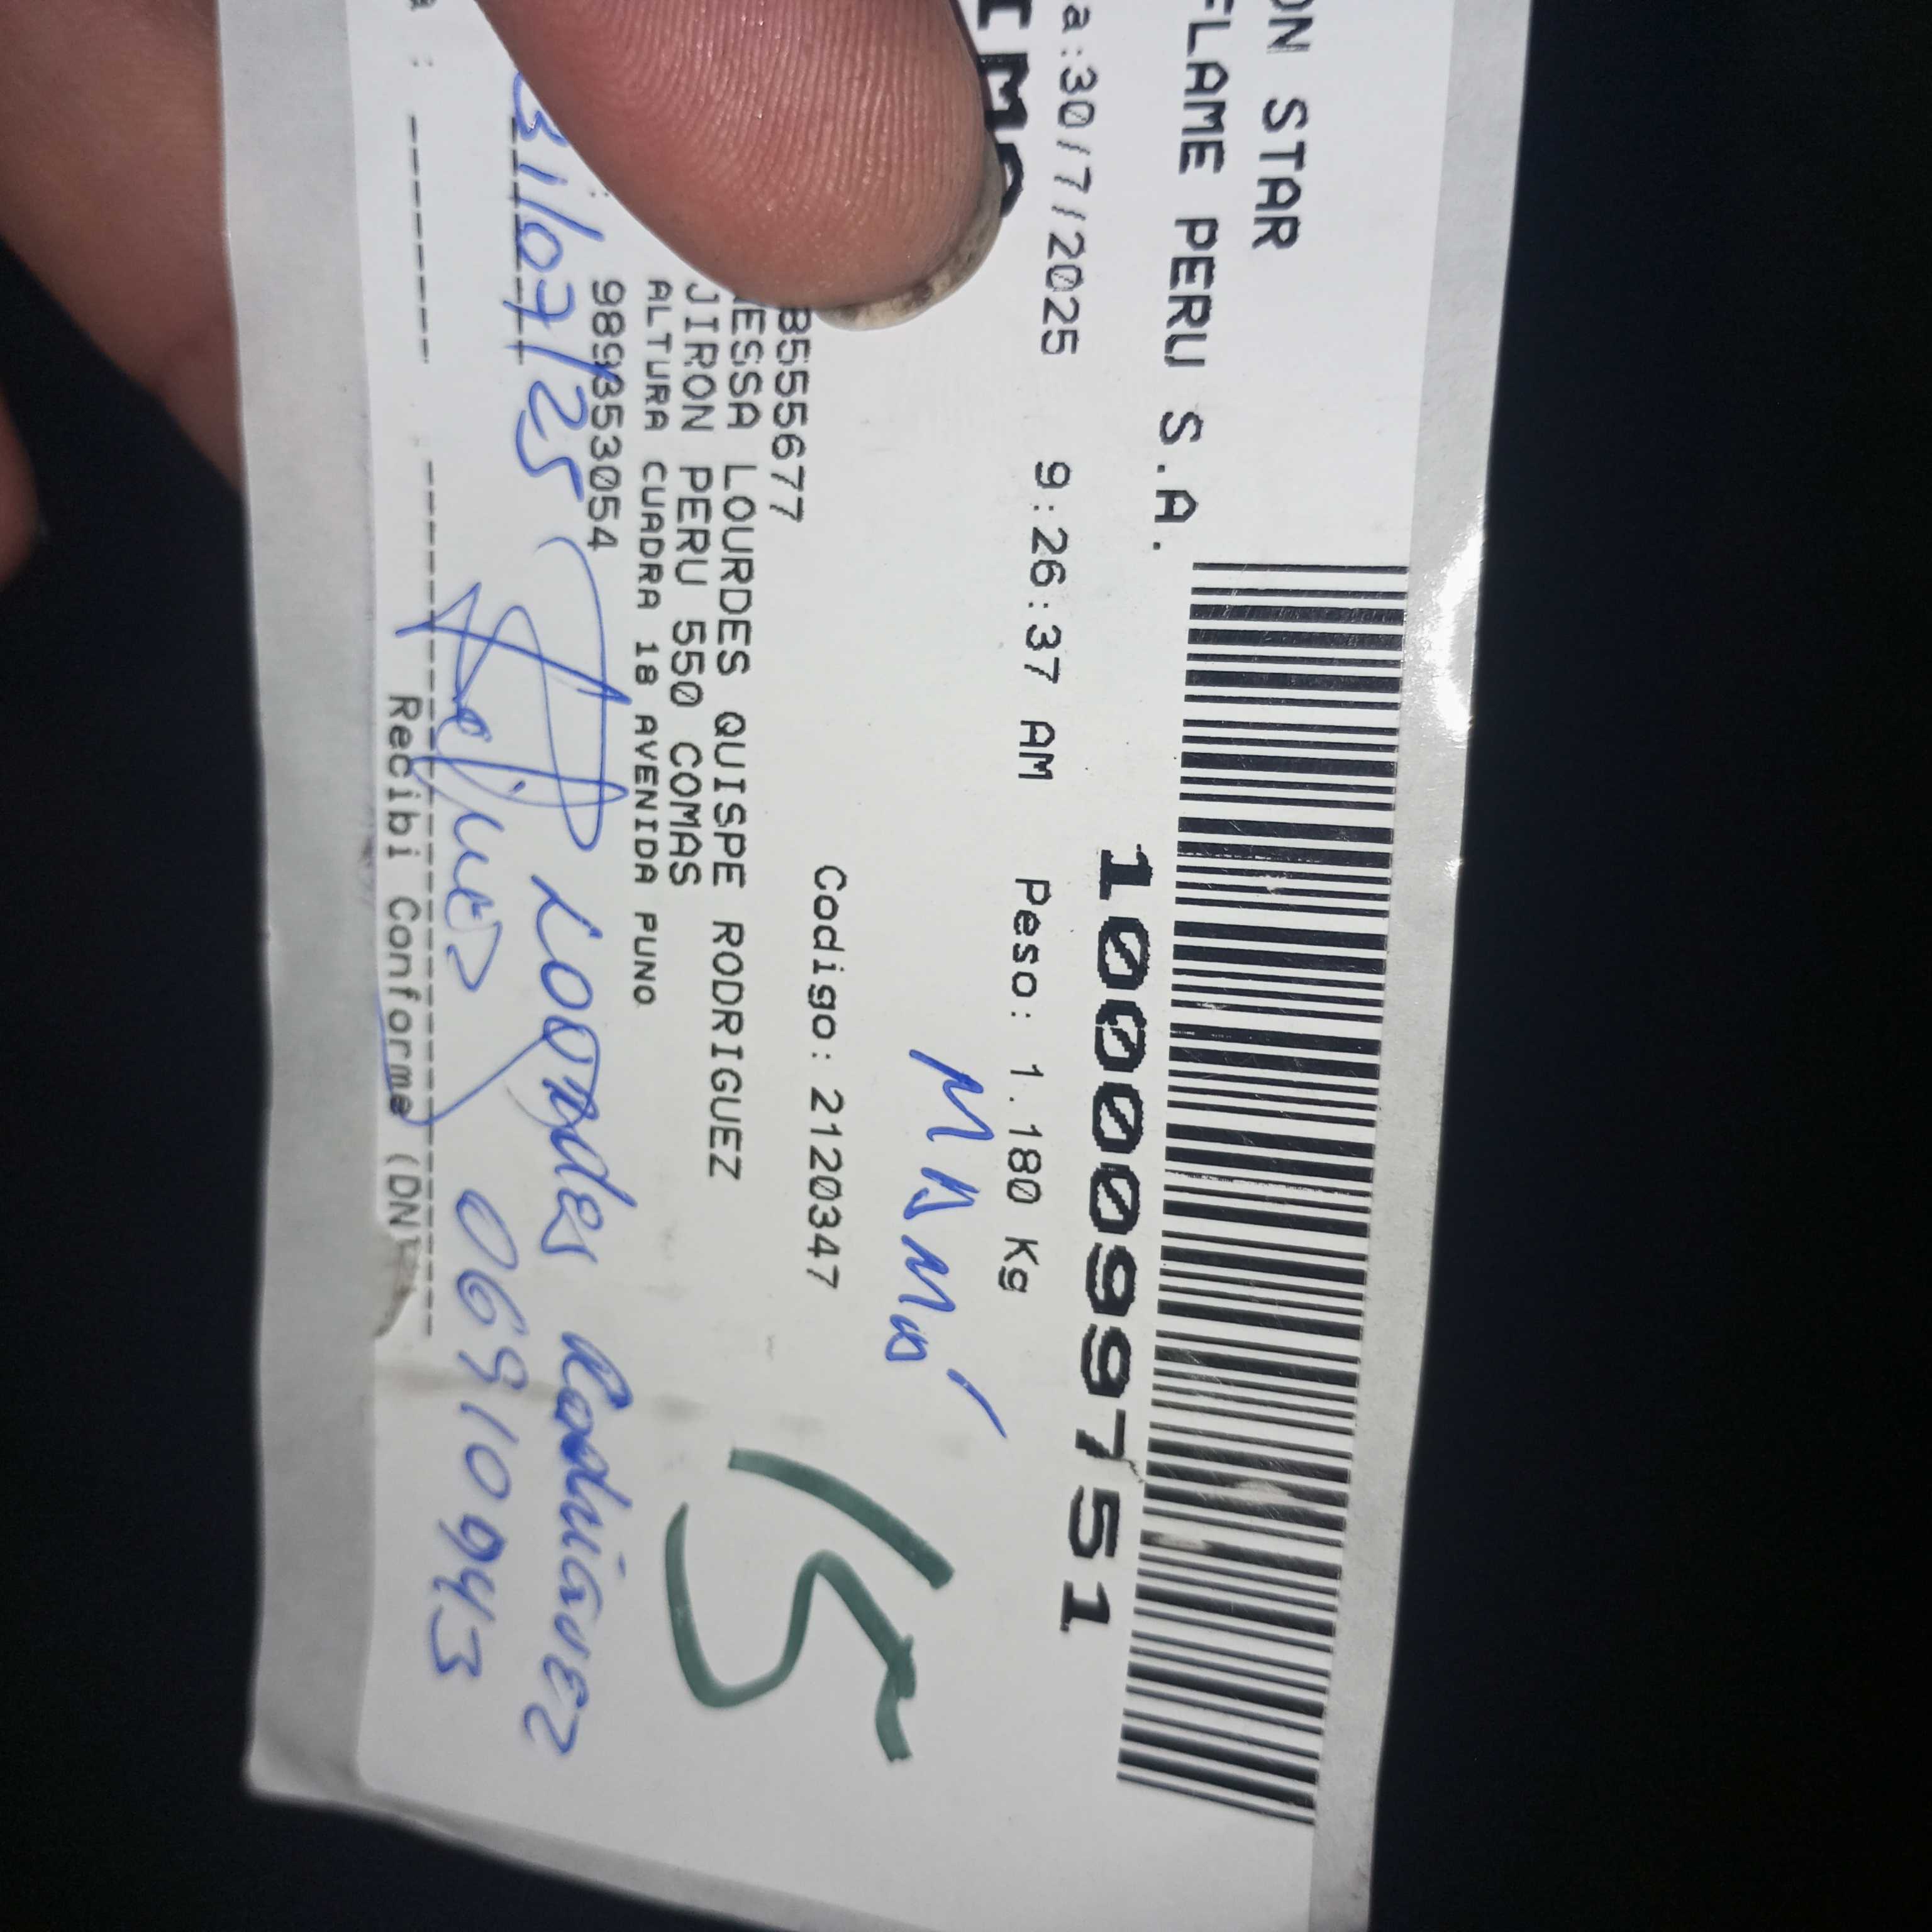 ON STAR
FLAME PERU S.A.
1000099751
a:30/7/2025 9:26:37 AM Peso: 1.180 Kg
MAMá
Codigo: 2120347
15
85555677
ESSA LOURDES QUISPE RODRIGUEZ
JIRON PERU 550 COMAS
ALTURA CUADRA 18 AVENIDA PUNO
989353054
31/07/25 Lourdes Rodriguez
06910943
Recibi Conforme (DNI